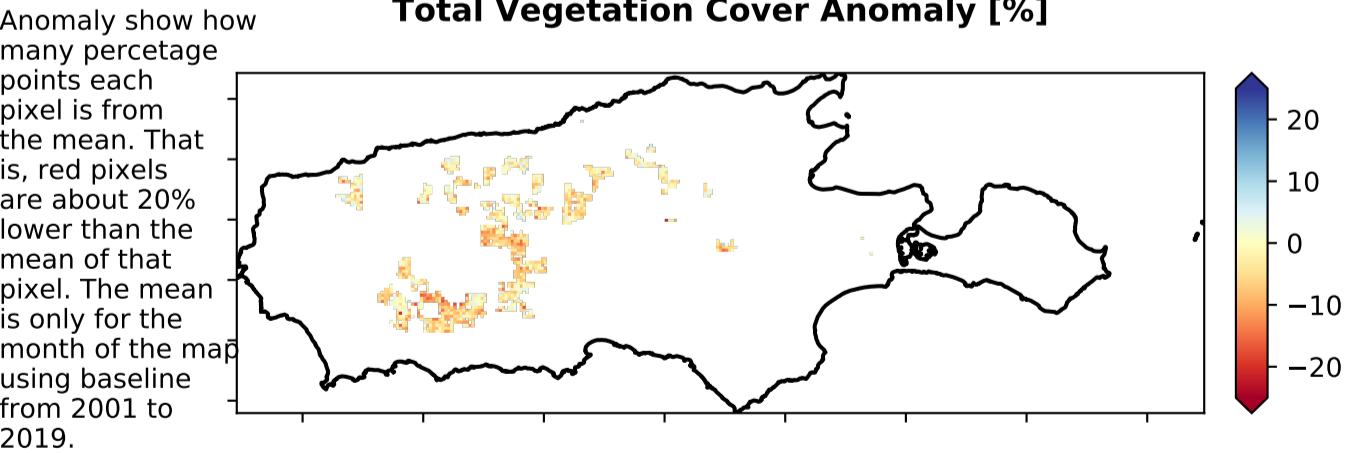 Total Vegetation Cover Anomaly [%]
Anomaly show how
many percetage
points each
pixel is from
the mean. That
is, red pixels
are about 20%
lower than the
mean of that
pixel. The mean
is only for the
month of the map
using baseline
from 2001 to
2019.
20
10
0
−10
−20